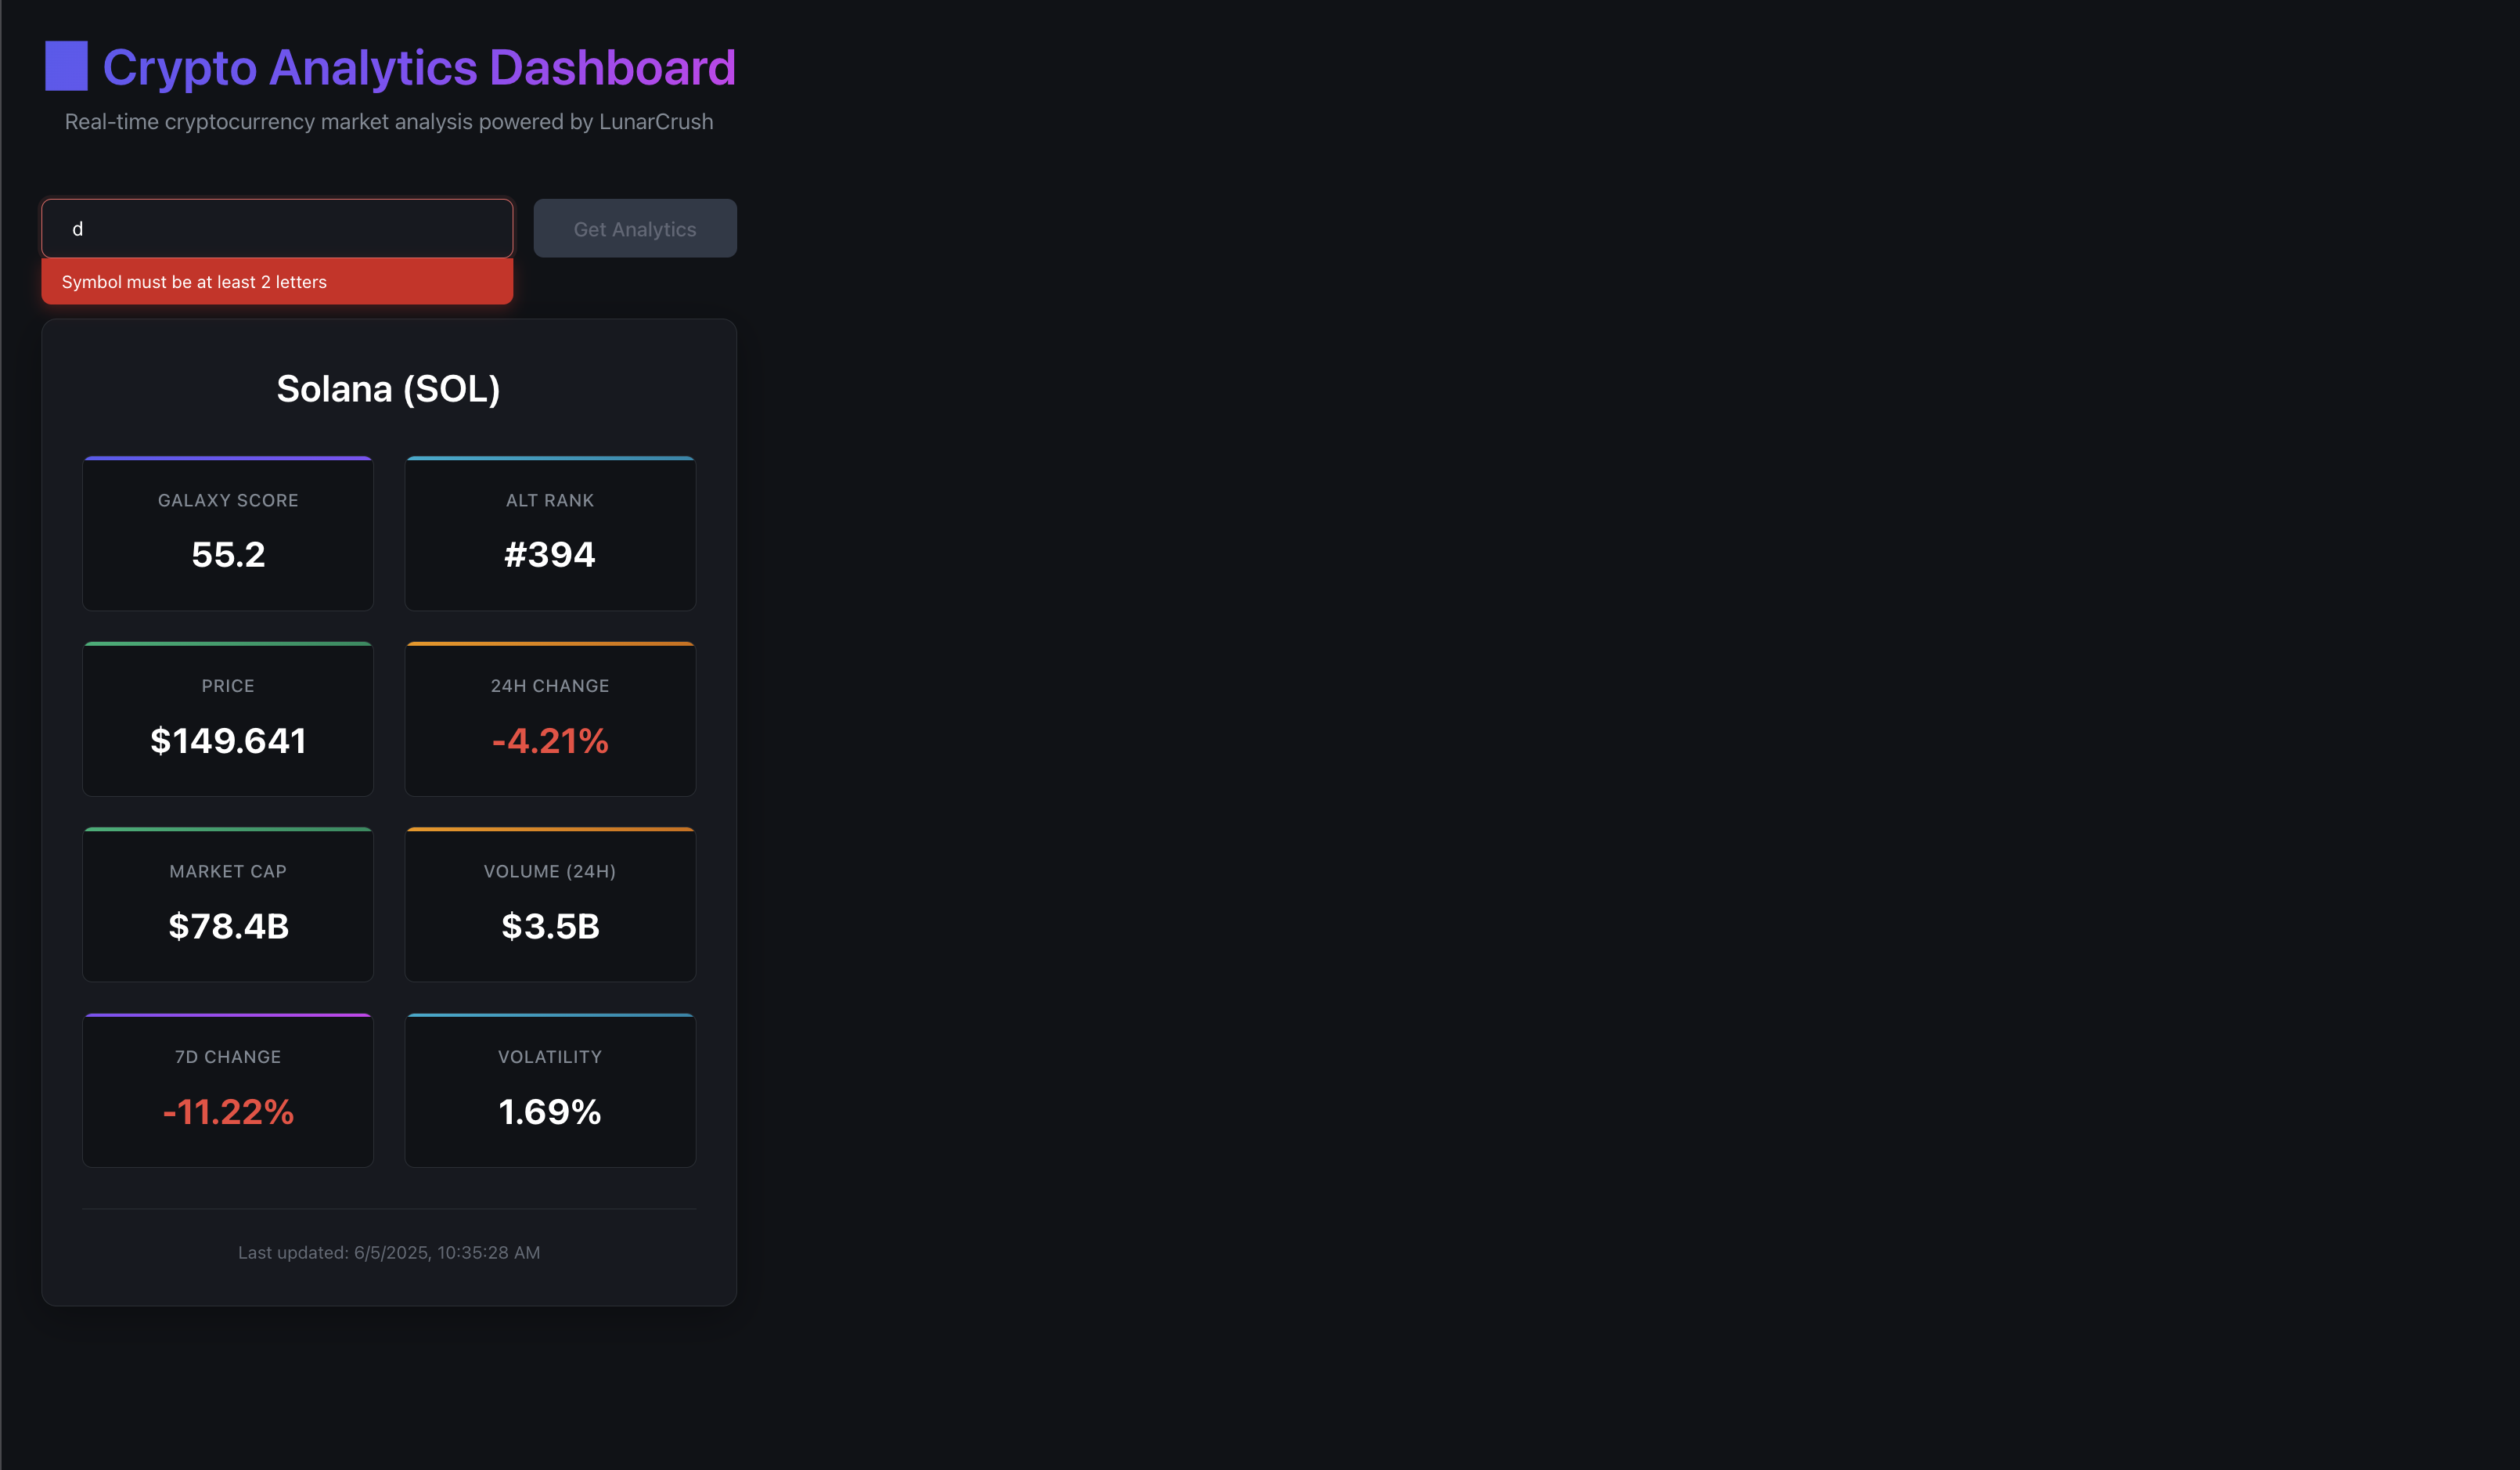 Crypto Analytics Dashboard
Real-time cryptocurrency market analysis powered by LunarCrush
d
Get Analytics
Symbol must be at least 2 letters
Solana (SOL)
GALAXY SCORE
55.2
ALT RANK
#394
PRICE
$149.641
24H CHANGE
-4.21%
MARKET CAP
$78.4B
VOLUME (24H)
$3.5B
7D CHANGE
-11.22%
VOLATILITY
1.69%
Last updated: 6/5/2025, 10:35:28 AM